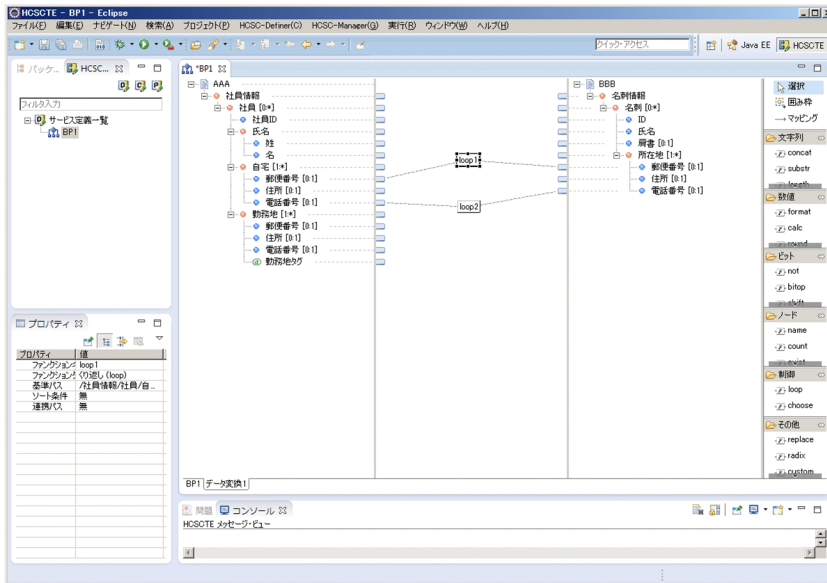 HCSCTE - BP1 - Eclipse
ファイル(F) 編集(E) ナビゲート(N) 検索(A) プロジェクト(P) HCSC-Definer(C) HCSC-Manager(G) 実行(R) ウィンドウ(W) ヘルプ(H)
クイック・アクセス
Java EE
HCSCTE
パッケ...
HCSC...
フィルタ入力
サービス定義一覧
BP1
*BP1
AAA
社員情報
社員 [0:*]
社員ID
氏名
姓
名
自宅 [1:*]
郵便番号 [0:1]
住所 [0:1]
電話番号 [0:1]
勤務地 [1:*]
郵便番号 [0:1]
住所 [0:1]
電話番号 [0:1]
勤務地タグ
loop1
loop2
BBB
名刺情報
名刺 [0:*]
ID
氏名
肩書 [0:1]
所在地 [1:*]
郵便番号 [0:1]
住所 [0:1]
電話番号 [0:1]
選択
囲み枠
マッピング
文字列
concat
substr
length
数値
format
calc
round
ビット
not
bitop
shift
ノード
name
count
exist
制御
loop
choose
その他
replace
radix
custom
プロパティ
プロパティ 値
ファンクション loop1
ファンクション くり返し (loop)
基準パス /社員情報/社員/自...
ソート条件 無
連携パス 無
BP1 データ変換1
問題 コンソール
HCSCTE メッセージ・ビュー